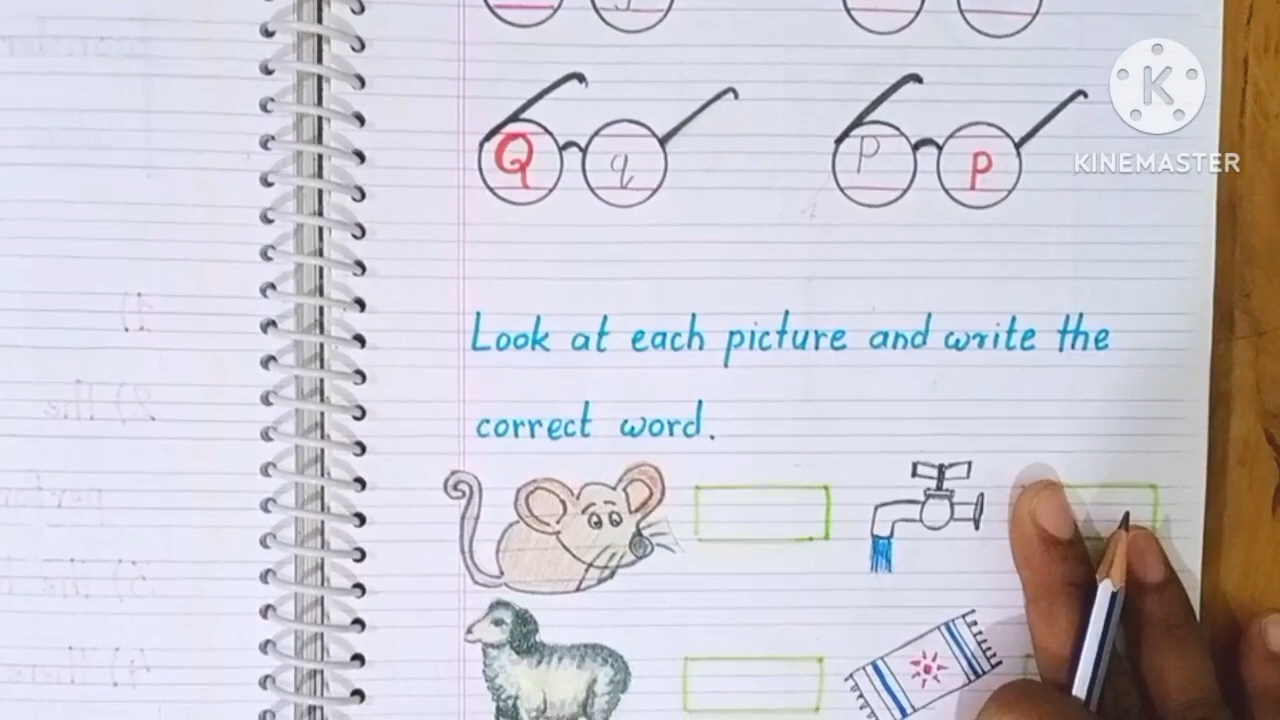 K
KINEMASTER
Q q P p
Look at each picture and write the
correct word.